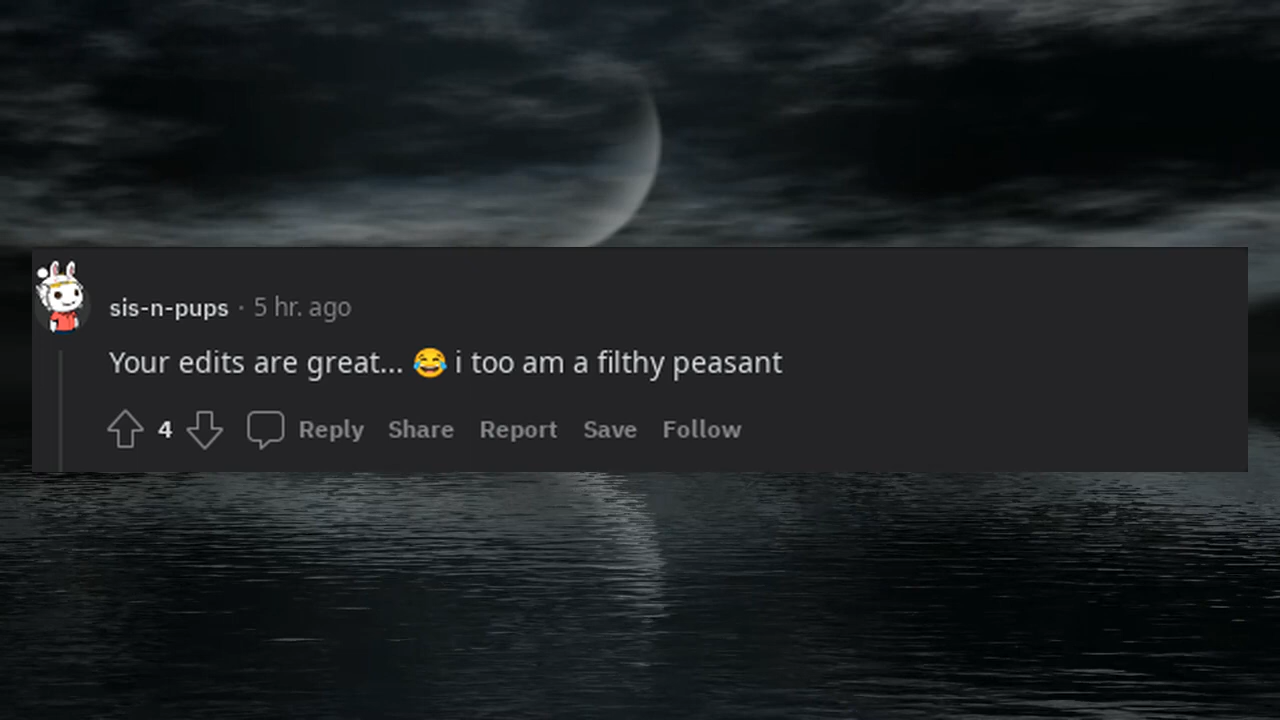 sis-n-pups · 5 hr. ago
Your edits are great... 😂 i too am a filthy peasant
4 Reply Share Report Save Follow